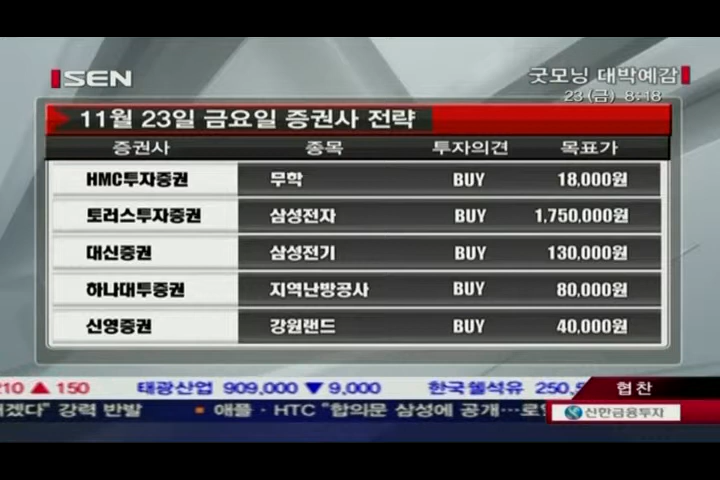 SEN
굿모닝 대박예감
23(금) 8:18
11월 23일 금요일 증권사 전략
증권사 종목 투자의견 목표가
HMC투자증권 무학 BUY 18,000원
토러스투자증권 삼성전자 BUY 1,750,000원
대신증권 삼성전기 BUY 130,000원
하나대투증권 지역난방공사 BUY 80,000원
신영증권 강원랜드 BUY 40,000원
210 ▲ 150 태광산업 909,000 ▼ 9,000 한국쉘석유 250,
협찬
강력 반발 ▪ 애플·HTC "합의문 삼성에 공개…로
신한금융투자